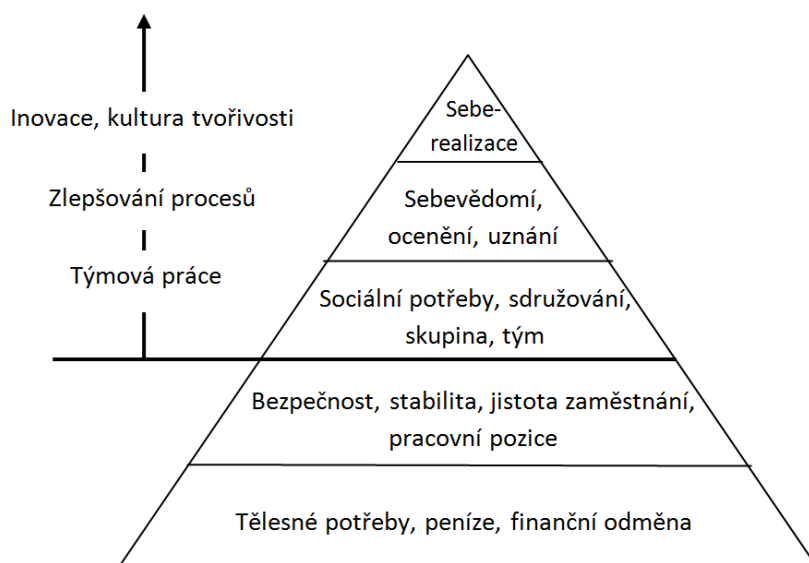 Inovace, kultura tvořivosti
Zlepšování procesů
Týmová práce
Sebe-
realizace
Sebevědomí,
ocenění, uznání
Sociální potřeby, sdružování,
skupina, tým
Bezpečnost, stabilita, jistota zaměstnání,
pracovní pozice
Tělesné potřeby, peníze, finanční odměna